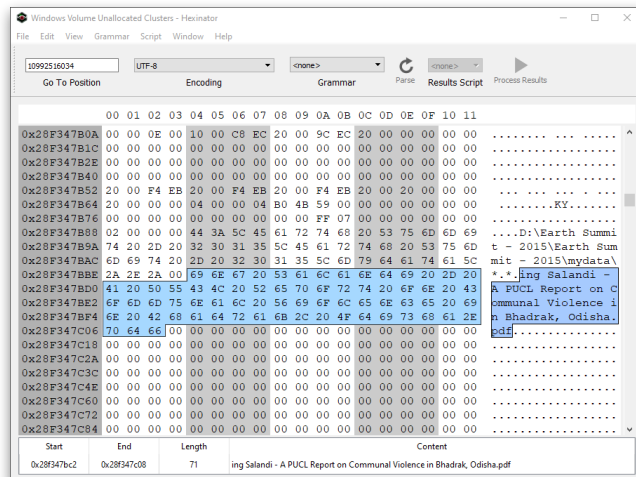 Windows Volume Unallocated Clusters - Hexinator
File Edit View Grammar Script Window Help
10992516034 UTF-8 <none> <none>
Go To Position Encoding Grammar Parse Results Script Process Results
00 01 02 03 04 05 06 07 08 09 0A 0B 0C 0D 0E 0F 10 11
0x28F347B0A 00 00 0E 00 10 00 C8 EC 20 00 9C EC 20 00 00 00 00 00 ........ ... .....
0x28F347B1C 00 00 00 00 00 00 00 00 00 00 00 00 00 00 00 00 00 00 ..................
0x28F347B2E 00 00 00 00 00 00 00 00 00 00 00 00 00 00 00 00 00 00 ..................
0x28F347B40 00 00 00 00 00 00 00 00 00 00 00 00 00 00 00 00 00 00 ..................
0x28F347B52 20 00 F4 EB 20 00 F4 EB 20 00 F4 EB 20 00 20 00 00 00 ... ... ... . ...
0x28F347B64 20 00 00 00 04 00 00 04 B0 4B 59 00 00 00 00 00 00 00 .........KY.......
0x28F347B76 00 00 00 00 00 00 00 00 00 00 00 00 FF 07 00 00 00 00 ..................
0x28F347B88 02 00 00 00 44 3A 5C 45 61 72 74 68 20 53 75 6D 6D 69 ....D:\Earth Summi
0x28F347B9A 74 20 2D 20 32 30 31 35 5C 45 61 72 74 68 20 53 75 6D t - 2015\Earth Sum
0x28F347BAC 6D 69 74 20 2D 20 32 30 31 35 5C 6D 79 64 61 74 61 5C mit - 2015\mydata\
0x28F347BBE 2A 2E 2A 00 69 6E 67 20 53 61 6C 61 6E 64 69 20 2D 20 *.*.ing Salandi -
0x28F347BD0 41 20 50 55 43 4C 20 52 65 70 6F 72 74 20 6F 6E 20 43 A PUCL Report on C
0x28F347BE2 6F 6D 6D 75 6E 61 6C 20 56 69 6F 6C 65 6E 63 65 20 69 ommunal Violence i
0x28F347BF4 6E 20 42 68 61 64 72 61 6B 2C 20 4F 64 69 73 68 61 2E n Bhadrak, Odisha.
0x28F347C06 70 64 66 00 00 00 00 00 00 00 00 00 00 00 00 00 00 00 pdf...............
0x28F347C18 00 00 00 00 00 00 00 00 00 00 00 00 00 00 00 00 00 00 ..................
0x28F347C2A 00 00 00 00 00 00 00 00 00 00 00 00 00 00 00 00 00 00 ..................
0x28F347C3C 00 00 00 00 00 00 00 00 00 00 00 00 00 00 00 00 00 00 ..................
0x28F347C4E 00 00 00 00 00 00 00 00 00 00 00 00 00 00 00 00 00 00 ..................
0x28F347C60 00 00 00 00 00 00 00 00 00 00 00 00 00 00 00 00 00 00 ..................
0x28F347C72 00 00 00 00 00 00 00 00 00 00 00 00 00 00 00 00 00 00 ..................
0x28F347C84 00 00 00 00 00 00 00 00 00 00 00 00 00 00 00 00 00 00 ..................
Start End Length Content
0x28f347bc2 0x28f347c08 71 ing Salandi - A PUCL Report on Communal Violence in Bhadrak, Odisha.pdf